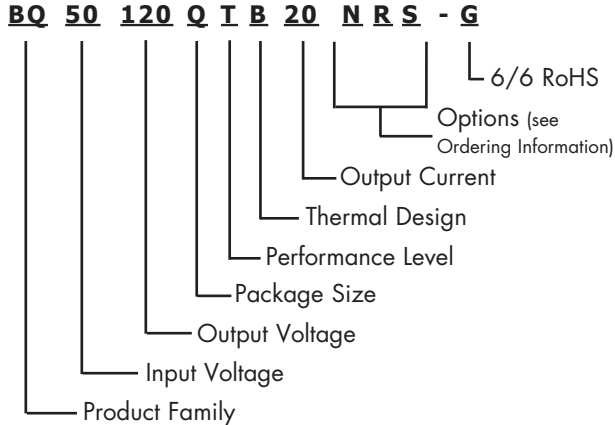 BQ 50 120 Q T B 20 N R S - G
6/6 RoHS
Options (see
Ordering Information)
Output Current
Thermal Design
Performance Level
Package Size
Output Voltage
Input Voltage
Product Family